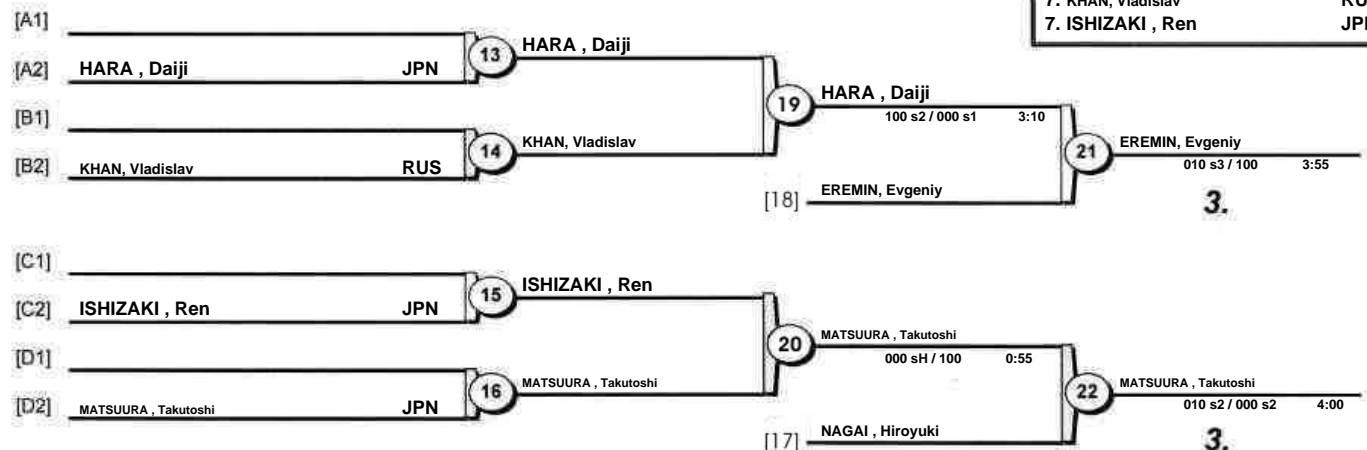 7. KHAN, Vladislav RU
7. ISHIZAKI , Ren JP
[A1]
[A2] HARA , Daiji JPN
13 HARA , Daiji
[B1]
[B2] KHAN, Vladislav RUS
14 KHAN, Vladislav
19 HARA , Daiji
100 s2 / 000 s1 3:10
[18] EREMIN, Evgeniy
21 EREMIN, Evgeniy
010 s3 / 100 3:55
3.
[C1]
[C2] ISHIZAKI , Ren JPN
15 ISHIZAKI , Ren
[D1]
[D2] MATSUURA , Takutoshi JPN
16 MATSUURA , Takutoshi
20 MATSUURA , Takutoshi
000 sH / 100 0:55
[17] NAGAI , Hiroyuki
22 MATSUURA , Takutoshi
010 s2 / 000 s2 4:00
3.